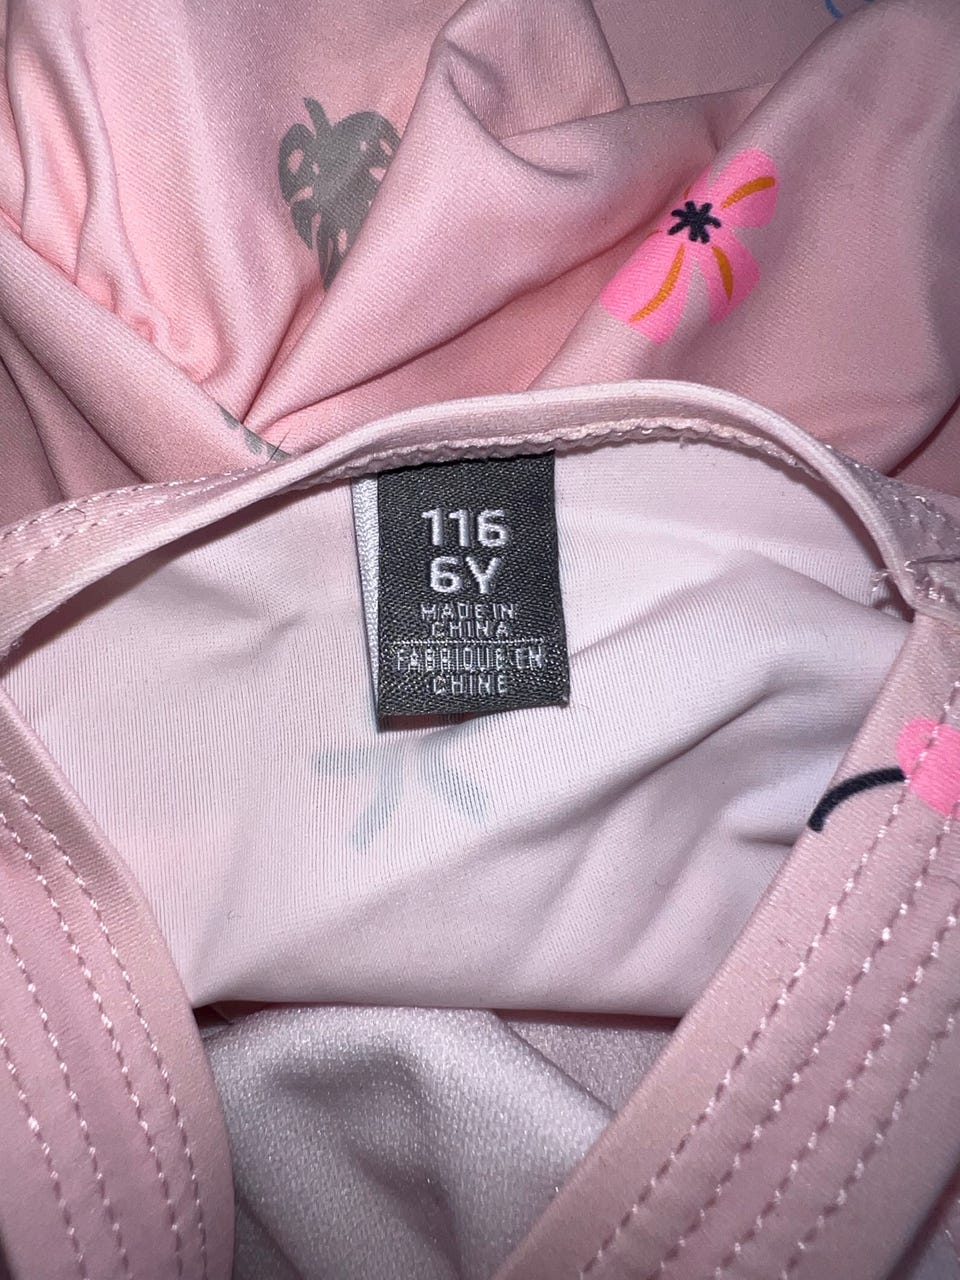 116
6Y
MADE IN
CHINA
FABRIQUE EN
CHINE